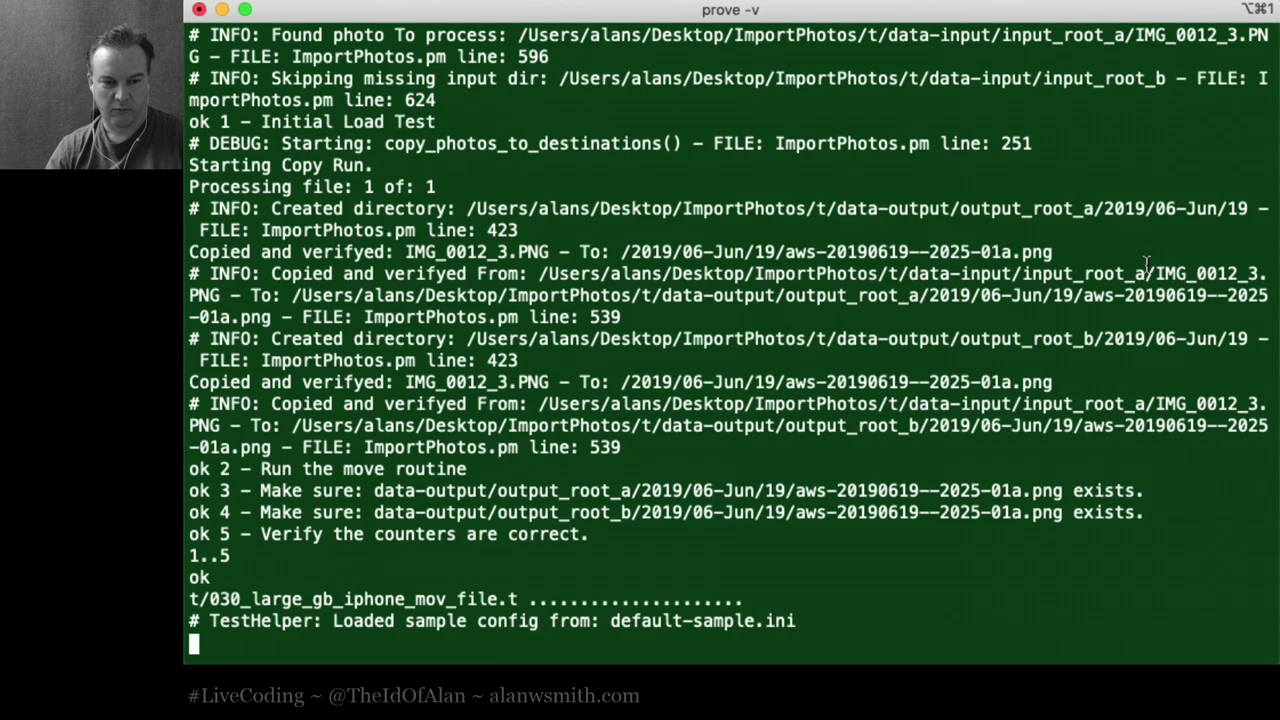 prove -v
⌥⌘1
# INFO: Found photo To process: /Users/alans/Desktop/ImportPhotos/t/data-input/input_root_a/IMG_0012_3.PN
G - FILE: ImportPhotos.pm line: 596
# INFO: Skipping missing input dir: /Users/alans/Desktop/ImportPhotos/t/data-input/input_root_b - FILE: I
mportPhotos.pm line: 624
ok 1 - Initial Load Test
# DEBUG: Starting: copy_photos_to_destinations() - FILE: ImportPhotos.pm line: 251
Starting Copy Run.
Processing file: 1 of: 1
# INFO: Created directory: /Users/alans/Desktop/ImportPhotos/t/data-output/output_root_a/2019/06-Jun/19 -
 FILE: ImportPhotos.pm line: 423
Copied and verifyed: IMG_0012_3.PNG - To: /2019/06-Jun/19/aws-20190619--2025-01a.png
# INFO: Copied and verifyed From: /Users/alans/Desktop/ImportPhotos/t/data-input/input_root_a/IMG_0012_3.
PNG - To: /Users/alans/Desktop/ImportPhotos/t/data-output/output_root_a/2019/06-Jun/19/aws-20190619--2025
-01a.png - FILE: ImportPhotos.pm line: 539
# INFO: Created directory: /Users/alans/Desktop/ImportPhotos/t/data-output/output_root_b/2019/06-Jun/19 -
 FILE: ImportPhotos.pm line: 423
Copied and verifyed: IMG_0012_3.PNG - To: /2019/06-Jun/19/aws-20190619--2025-01a.png
# INFO: Copied and verifyed From: /Users/alans/Desktop/ImportPhotos/t/data-input/input_root_a/IMG_0012_3.
PNG - To: /Users/alans/Desktop/ImportPhotos/t/data-output/output_root_b/2019/06-Jun/19/aws-20190619--2025
-01a.png - FILE: ImportPhotos.pm line: 539
ok 2 - Run the move routine
ok 3 - Make sure: data-output/output_root_a/2019/06-Jun/19/aws-20190619--2025-01a.png exists.
ok 4 - Make sure: data-output/output_root_b/2019/06-Jun/19/aws-20190619--2025-01a.png exists.
ok 5 - Verify the counters are correct.
1..5
ok
t/030_large_gb_iphone_mov_file.t .....................
# TestHelper: Loaded sample config from: default-sample.ini
#LiveCoding ~ @TheIdOfAlan ~ alanwsmith.com